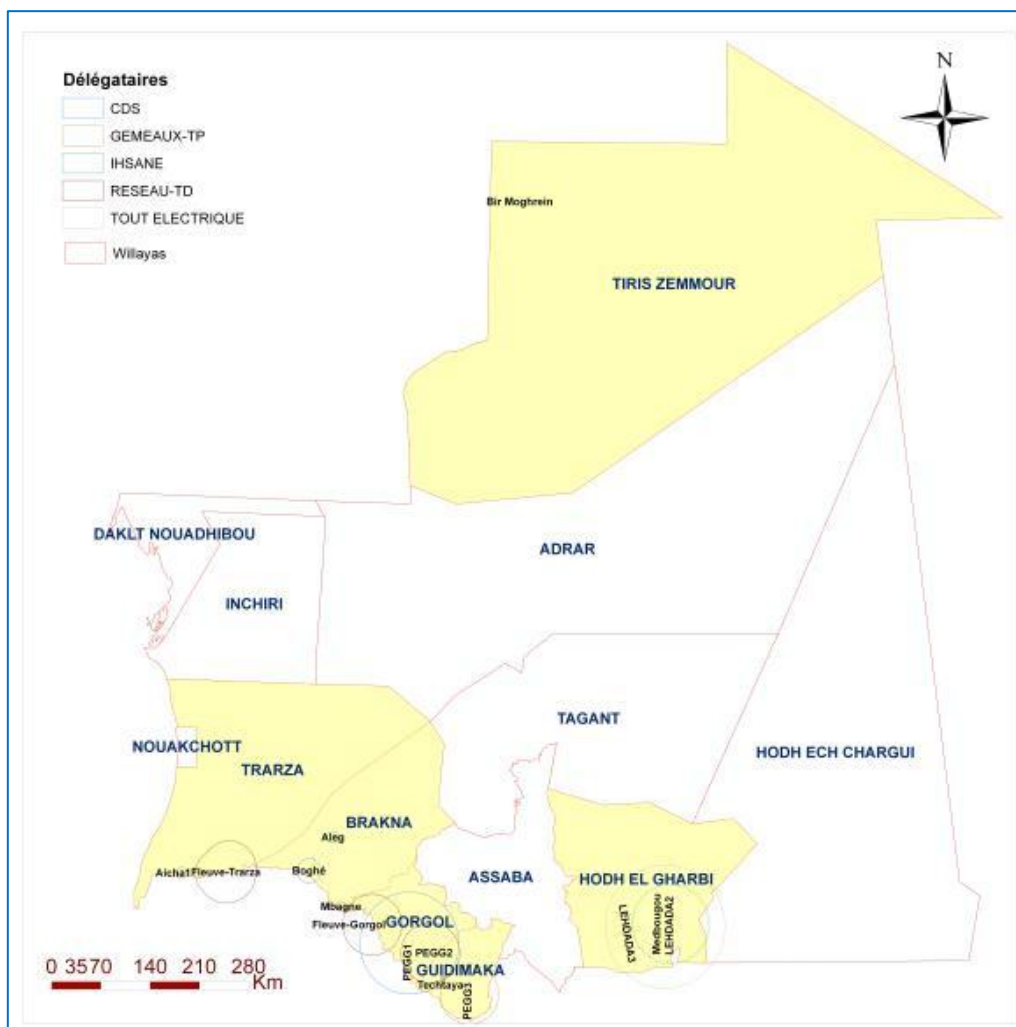 Délégataires
CDS
GEMEAUX-TP
IHSANE
RESEAU-TD
TOUT ELECTRIQUE
Willayas
N
Bir Moghrein
TIRIS ZEMMOUR
DAKLT NOUADHIBOU
ADRAR
INCHIRI
TAGANT
NOUAKCHOTT
HODH ECH CHARGUI
TRARZA
BRAKNA
Aleg
Aichat
Fleuve-Trarza
Boghé
ASSABA
HODH EL GHARBI
Mbagne
Fleuve-Gorgol
GORGOL
LEHDADA3
LEHDADA2
PEGG1
PEGG2
GUIDIMAKA
Techtaya
PEGG3
0 3570 140 210 280
Km